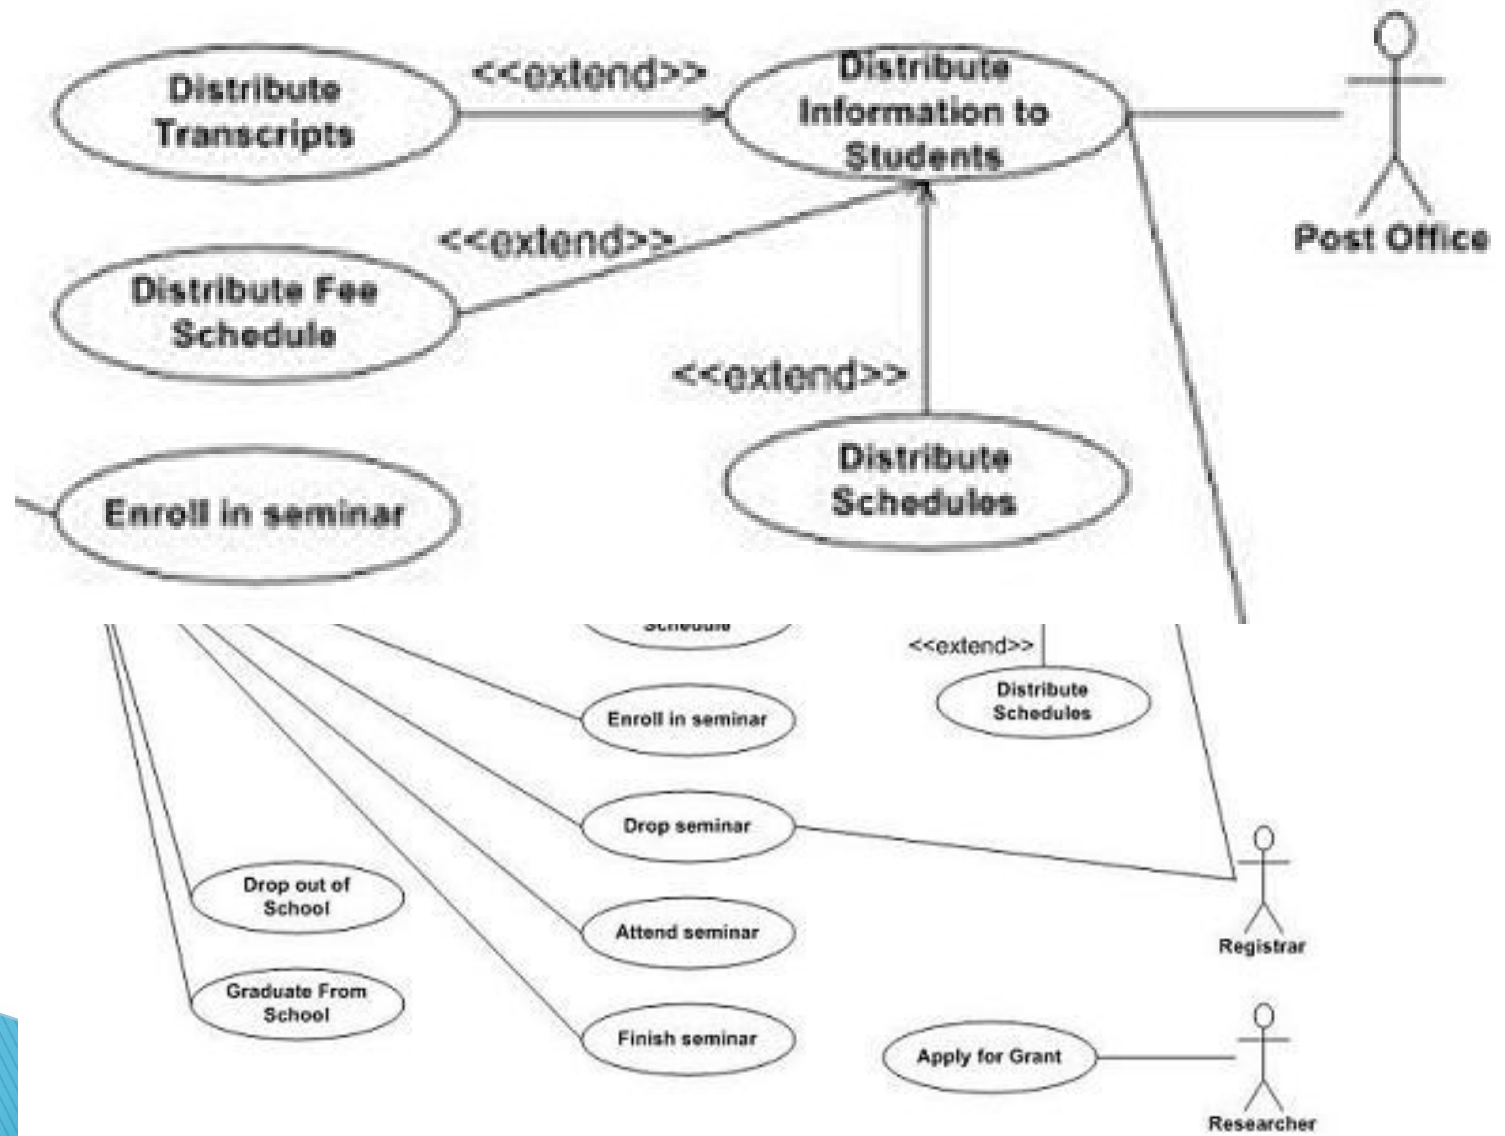 Distribute
Transcripts
<<extend>>
Distribute
Information to
Students
Post Office
<<extend>>
Distribute Fee
Schedule
<<extend>>
Distribute
Schedules
Enroll in seminar
Schedule
<<extend>>
Distribute
Schedules
Enroll in seminar
Drop seminar
Drop out of
School
Attend seminar
Registrar
Graduate From
School
Finish seminar
Apply for Grant
Researcher